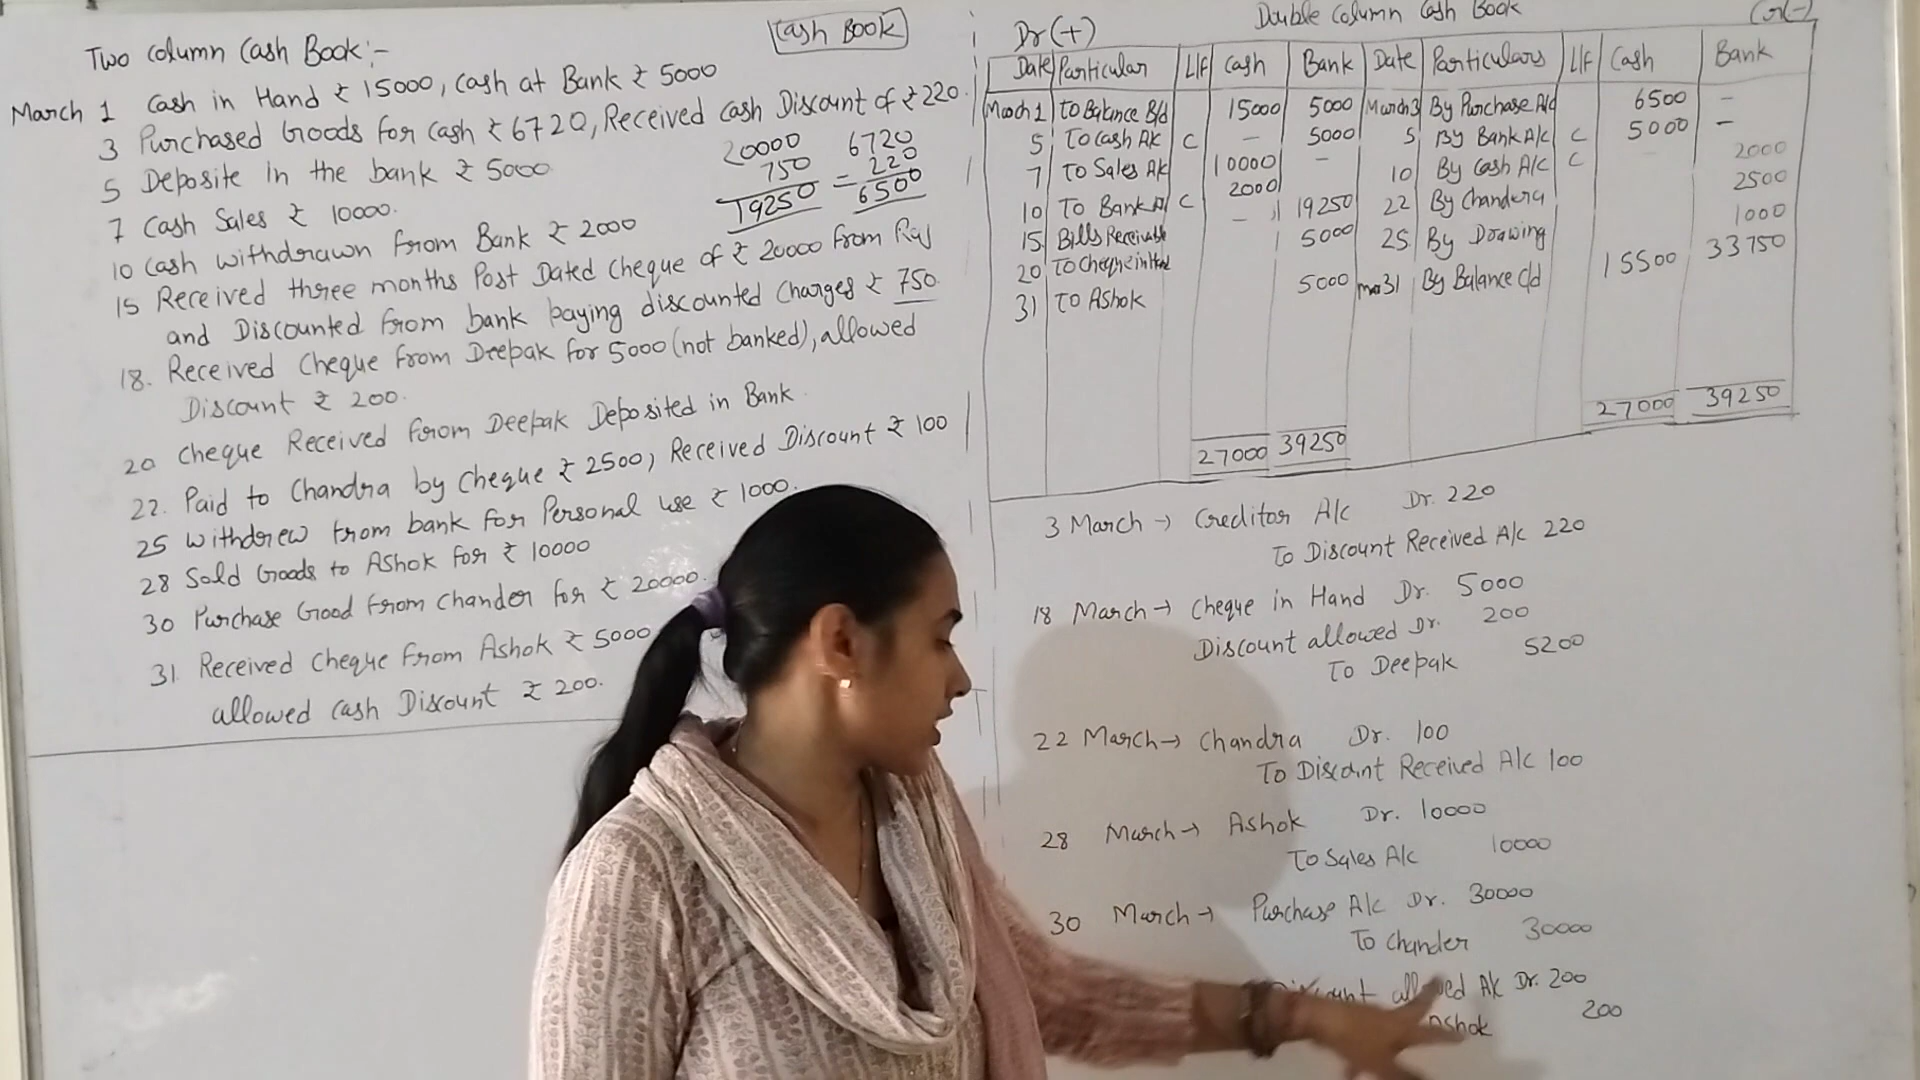 Cash Book
Two column Cash Book:-
March 1 Cash in Hand ₹ 15000, Cash at Bank ₹ 5000
3 Purchased Goods for Cash ₹ 6720, Received cash Discount of ₹ 220.
5 Deposite in the bank ₹ 5000
7 Cash Sales ₹ 10000.
10 Cash withdrawn from Bank ₹ 2000
15 Received three months Post Dated cheque of ₹ 20000 From Raj
and Discounted from bank paying discounted Charges ₹ 750
18. Received Cheque from Deepak for 5000 (not banked), allowed
Discount ₹ 200.
20 Cheque Received from Deepak Deposited in Bank.
22. Paid to Chandra by Cheque ₹ 2500, Received Discount ₹ 100
25 withdrew from bank for Personal use ₹ 1000.
28 Sold Goods to Ashok for ₹ 10000
30 Purchase Good from Chander for ₹ 20000.
31. Received Cheque From Ashok ₹ 5000
allowed cash Discount ₹ 200.
20000
750
19250
= 6720
220
6500
Double Column Cash Book
Dr (+) Cr (-)
Date Particular L/F Cash Bank Date Particulars L/F Cash Bank
March 1 To Balance B/d 15000 5000 March 3 By Purchase A/c 6500 -
5 To Cash A/c C - 5000 5 By Bank A/c C 5000 -
7 To Sales A/c 10000 - 10 By Cash A/c C 2000
10 To Bank A/c C 2000 22 By Chandra 2500
15 Bills Receivable - 19250 25 By Drawing 1000
20 To Cheque in Hand 5000 mar 31 By Balance c/d 15500 33750
31 To Ashok 5000
27000 39250 27000 39250
3 March → Creditor A/c Dr. 220
To Discount Received A/c 220
18 March → Cheque in Hand Dr. 5000
Discount allowed Dr. 200
To Deepak 5200
22 March → Chandra Dr. 100
To Discount Received A/c 100
28 March → Ashok Dr. 10000
To Sales A/c 10000
30 March → Purchase A/c Dr. 30000
To Chander 30000
A/c Dr. 200
Ashok 200